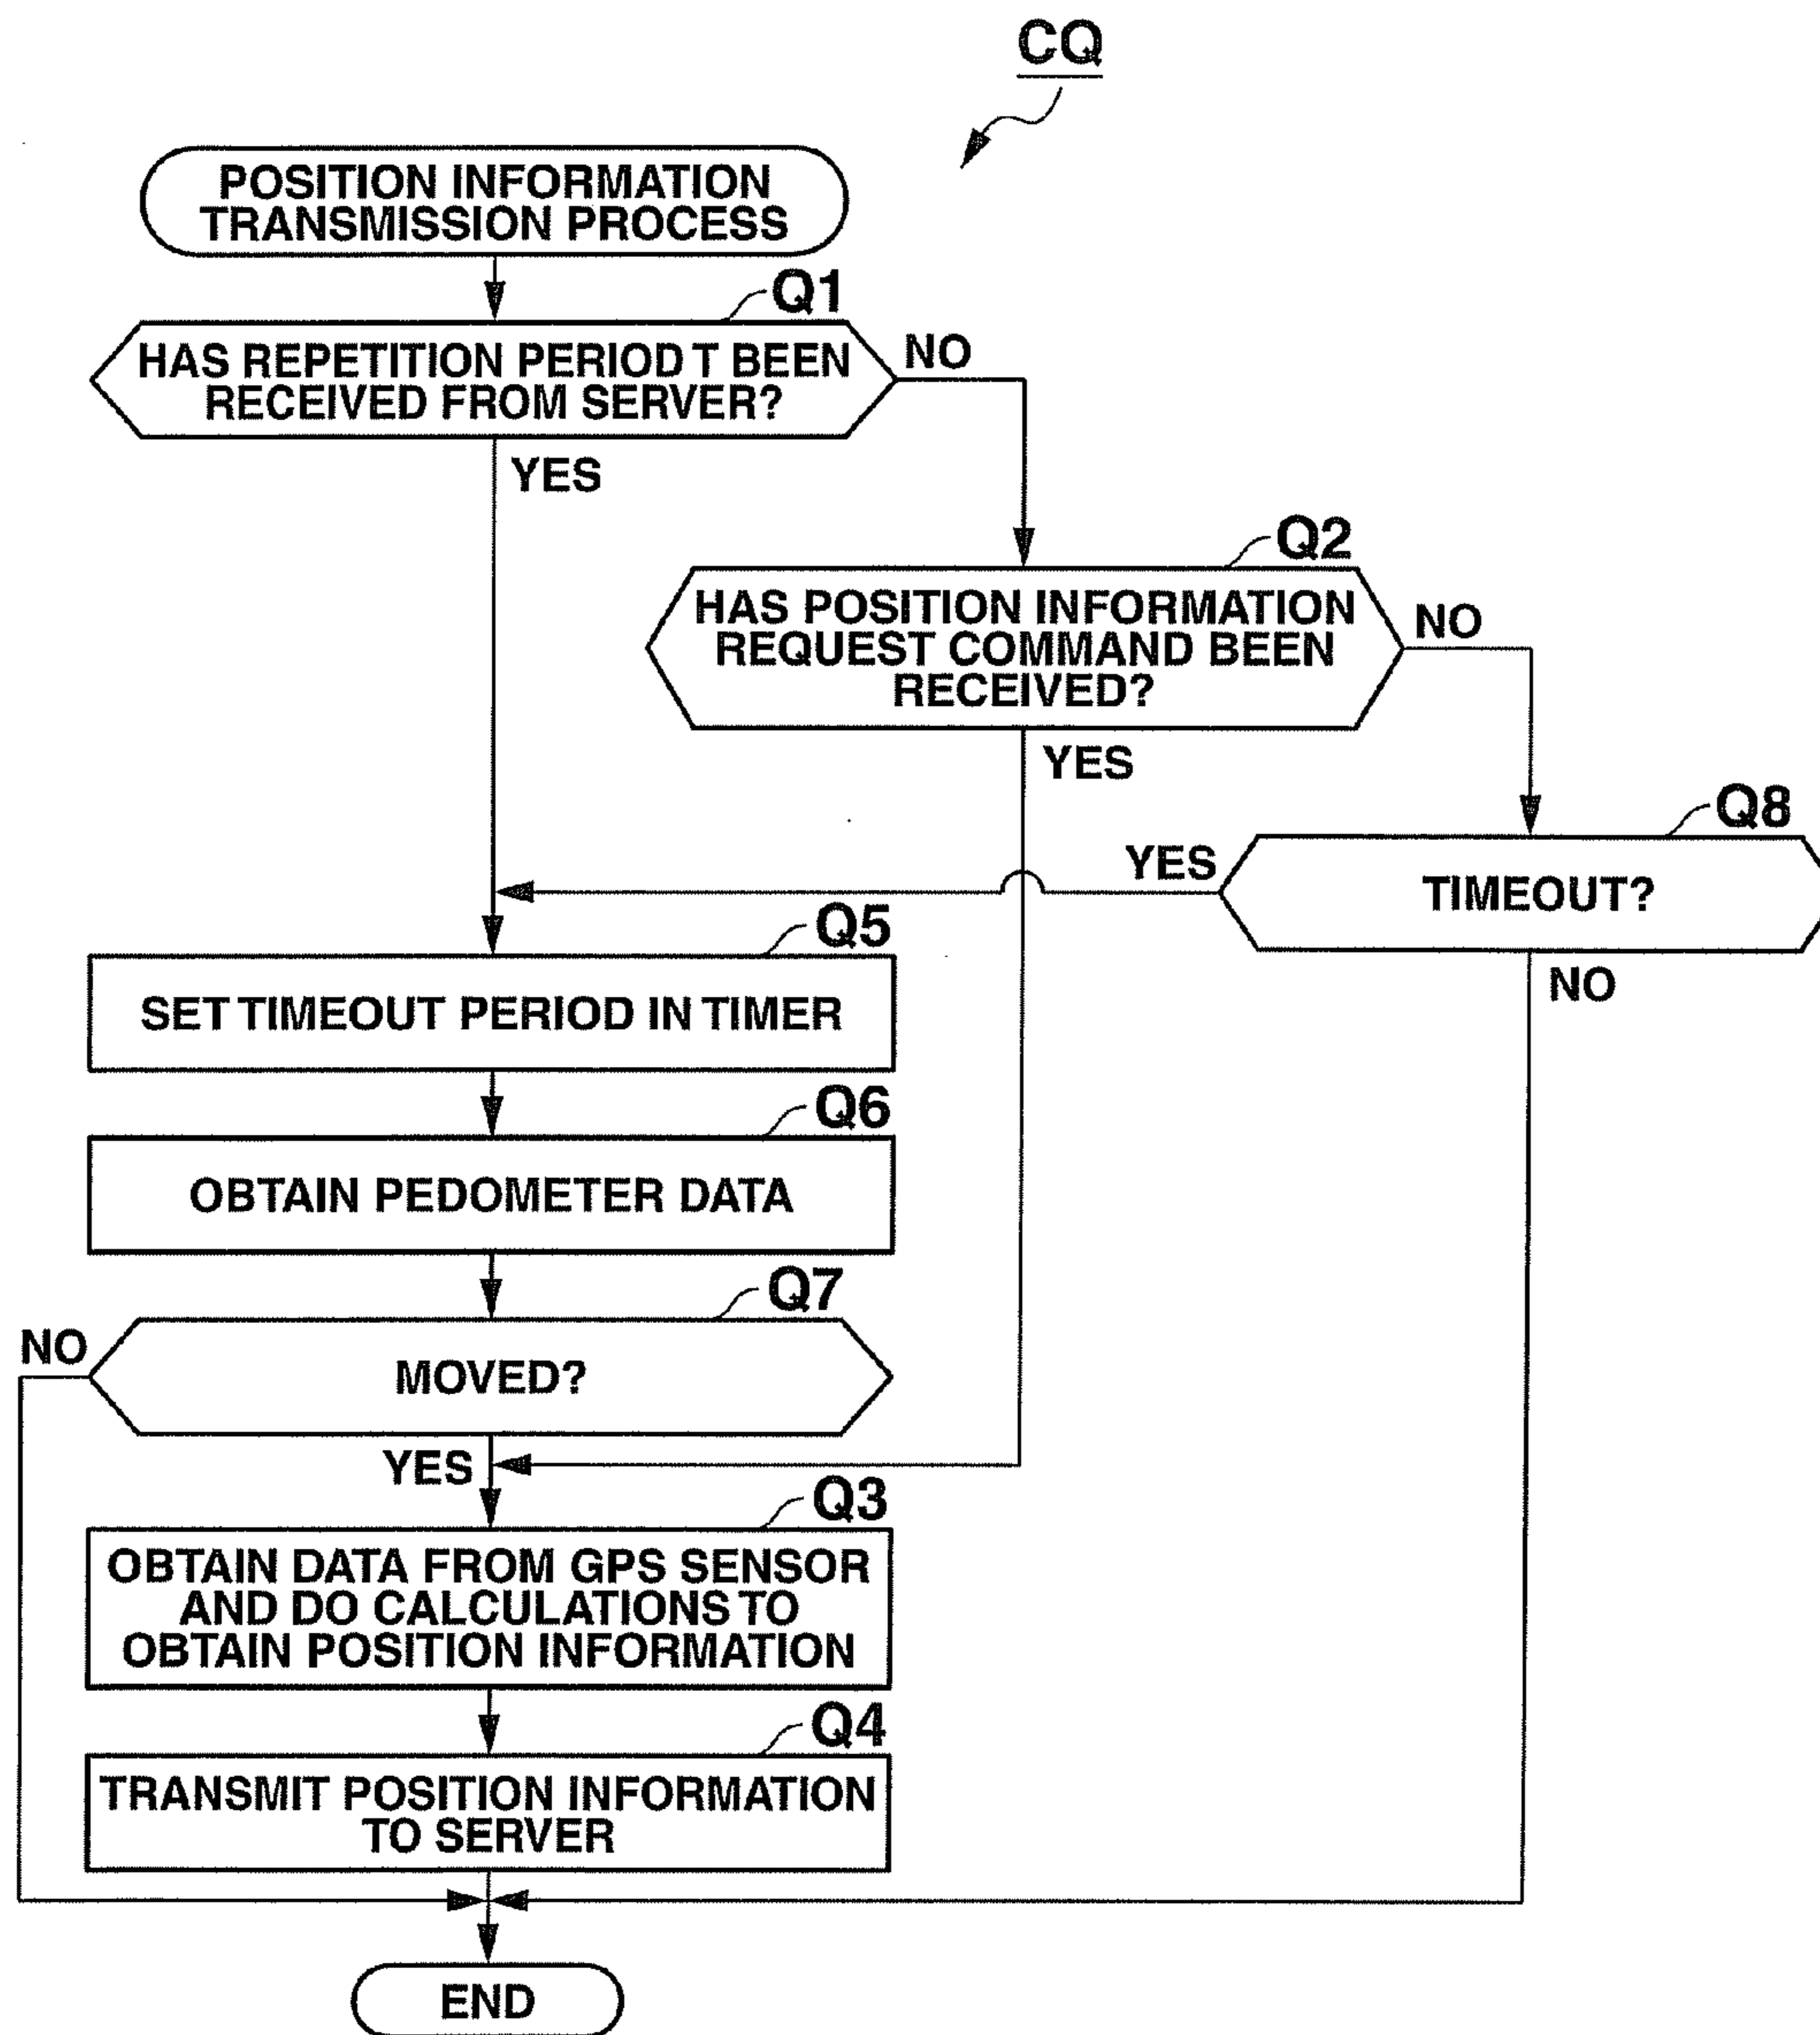 CQ
POSITION INFORMATION
TRANSMISSION PROCESS
Q1
HAS REPETITION PERIOD T BEEN
RECEIVED FROM SERVER?
NO
YES
Q2
HAS POSITION INFORMATION
REQUEST COMMAND BEEN
RECEIVED?
NO
YES
Q8
YES
TIMEOUT?
NO
Q5
SET TIMEOUT PERIOD IN TIMER
Q6
OBTAIN PEDOMETER DATA
Q7
NO
MOVED?
YES
Q3
OBTAIN DATA FROM GPS SENSOR
AND DO CALCULATIONS TO
OBTAIN POSITION INFORMATION
Q4
TRANSMIT POSITION INFORMATION
TO SERVER
END